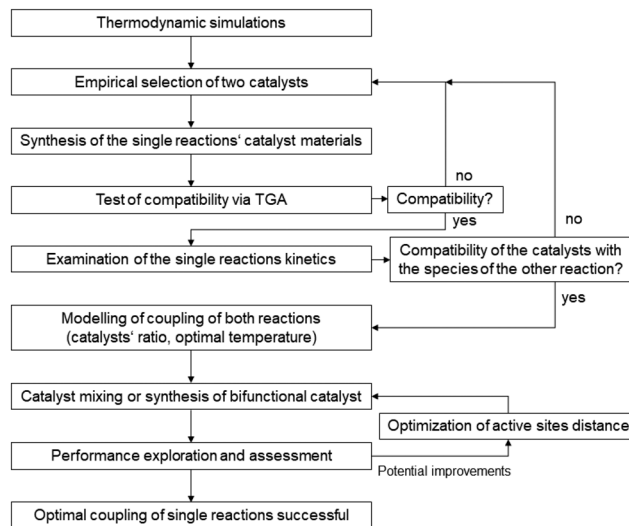 Thermodynamic simulations
Empirical selection of two catalysts
Synthesis of the single reactions‘ catalyst materials
no
Test of compatibility via TGA
Compatibility?
yes
no
Examination of the single reactions kinetics
Compatibility of the catalysts with
the species of the other reaction?
yes
Modelling of coupling of both reactions
(catalysts‘ ratio, optimal temperature)
Catalyst mixing or synthesis of bifunctional catalyst
Optimization of active sites distance
Performance exploration and assessment
Potential improvements
Optimal coupling of single reactions successful